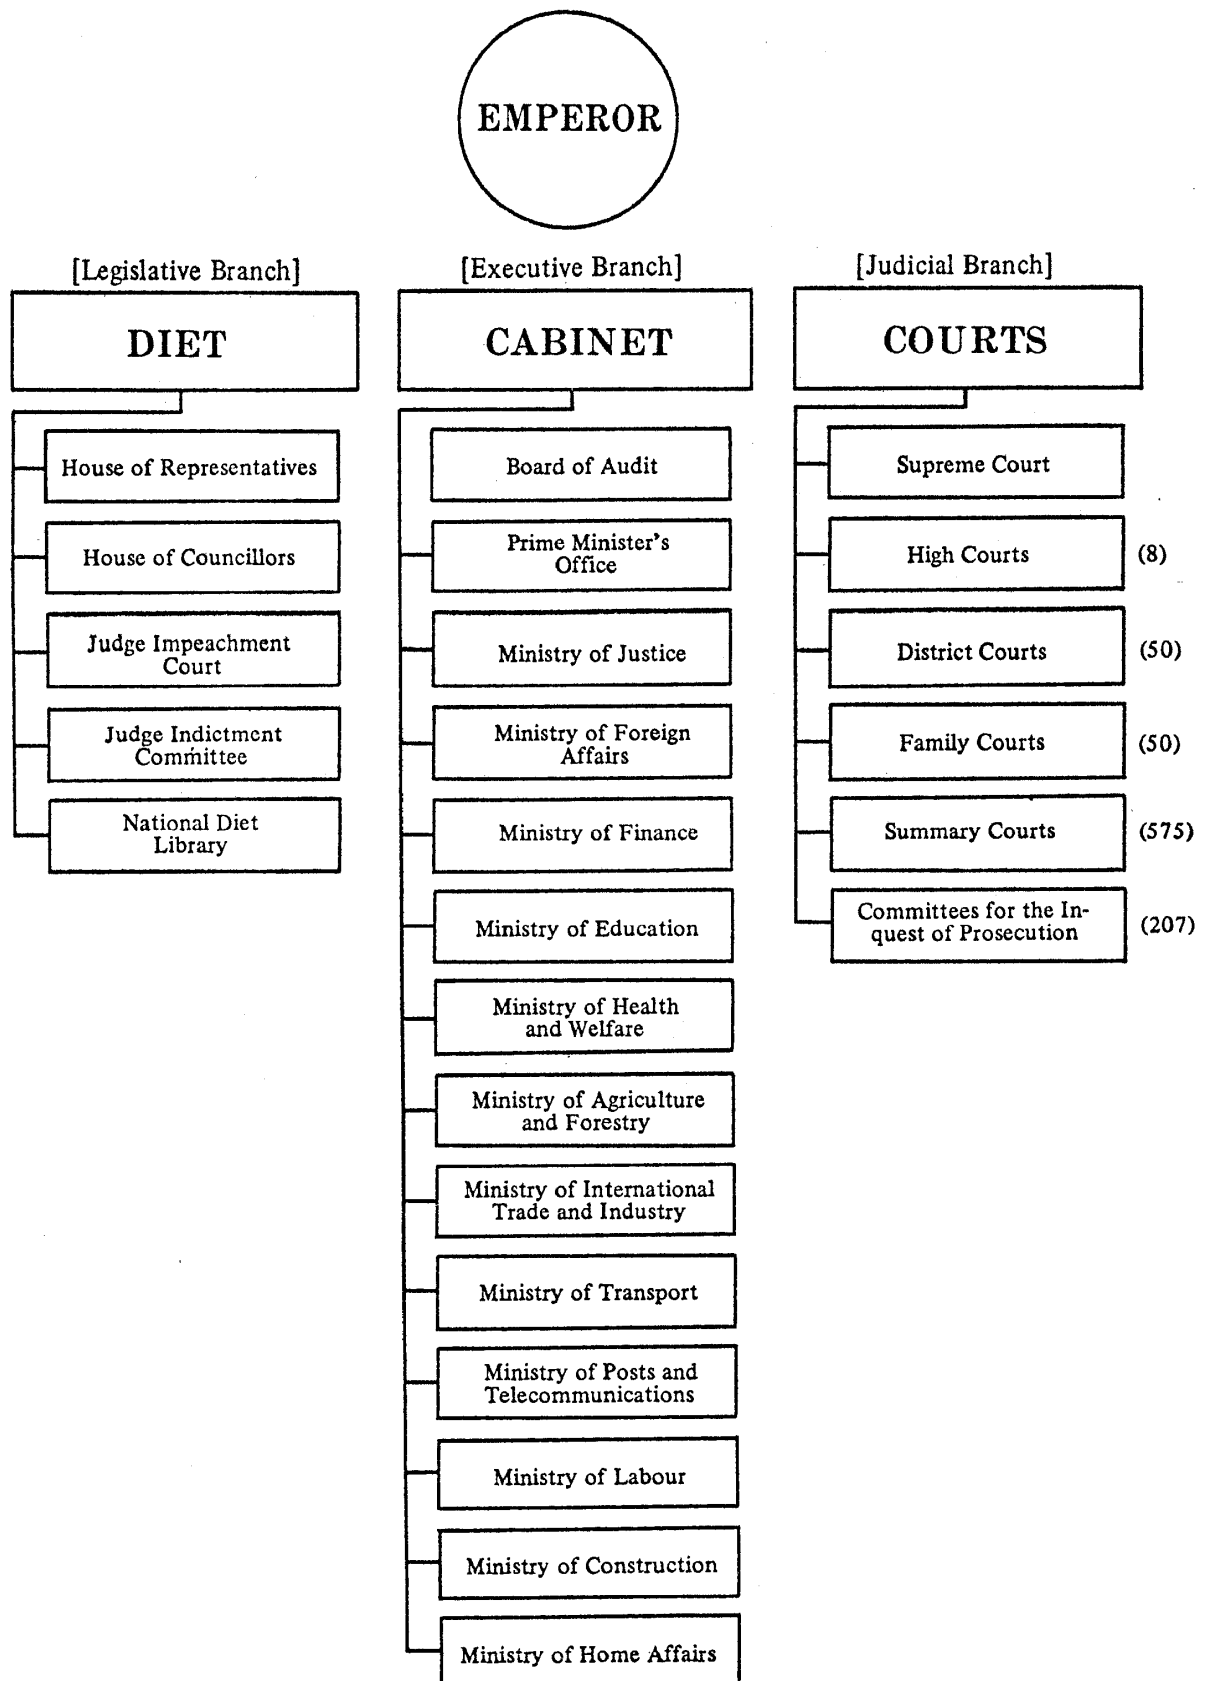 EMPEROR
[Legislative Branch]
DIET
House of Representatives
House of Councillors
Judge Impeachment
Court
Judge Indictment
Committee
National Diet
Library
[Executive Branch]
CABINET
Board of Audit
Prime Minister's
Office
Ministry of Justice
Ministry of Foreign
Affairs
Ministry of Finance
Ministry of Education
Ministry of Health
and Welfare
Ministry of Agriculture
and Forestry
Ministry of International
Trade and Industry
Ministry of Transport
Ministry of Posts and
Telecommunications
Ministry of Labour
Ministry of Construction
Ministry of Home Affairs
[Judicial Branch]
COURTS
Supreme Court
High Courts (8)
District Courts (50)
Family Courts (50)
Summary Courts (575)
Committees for the In-
quest of Prosecution (207)